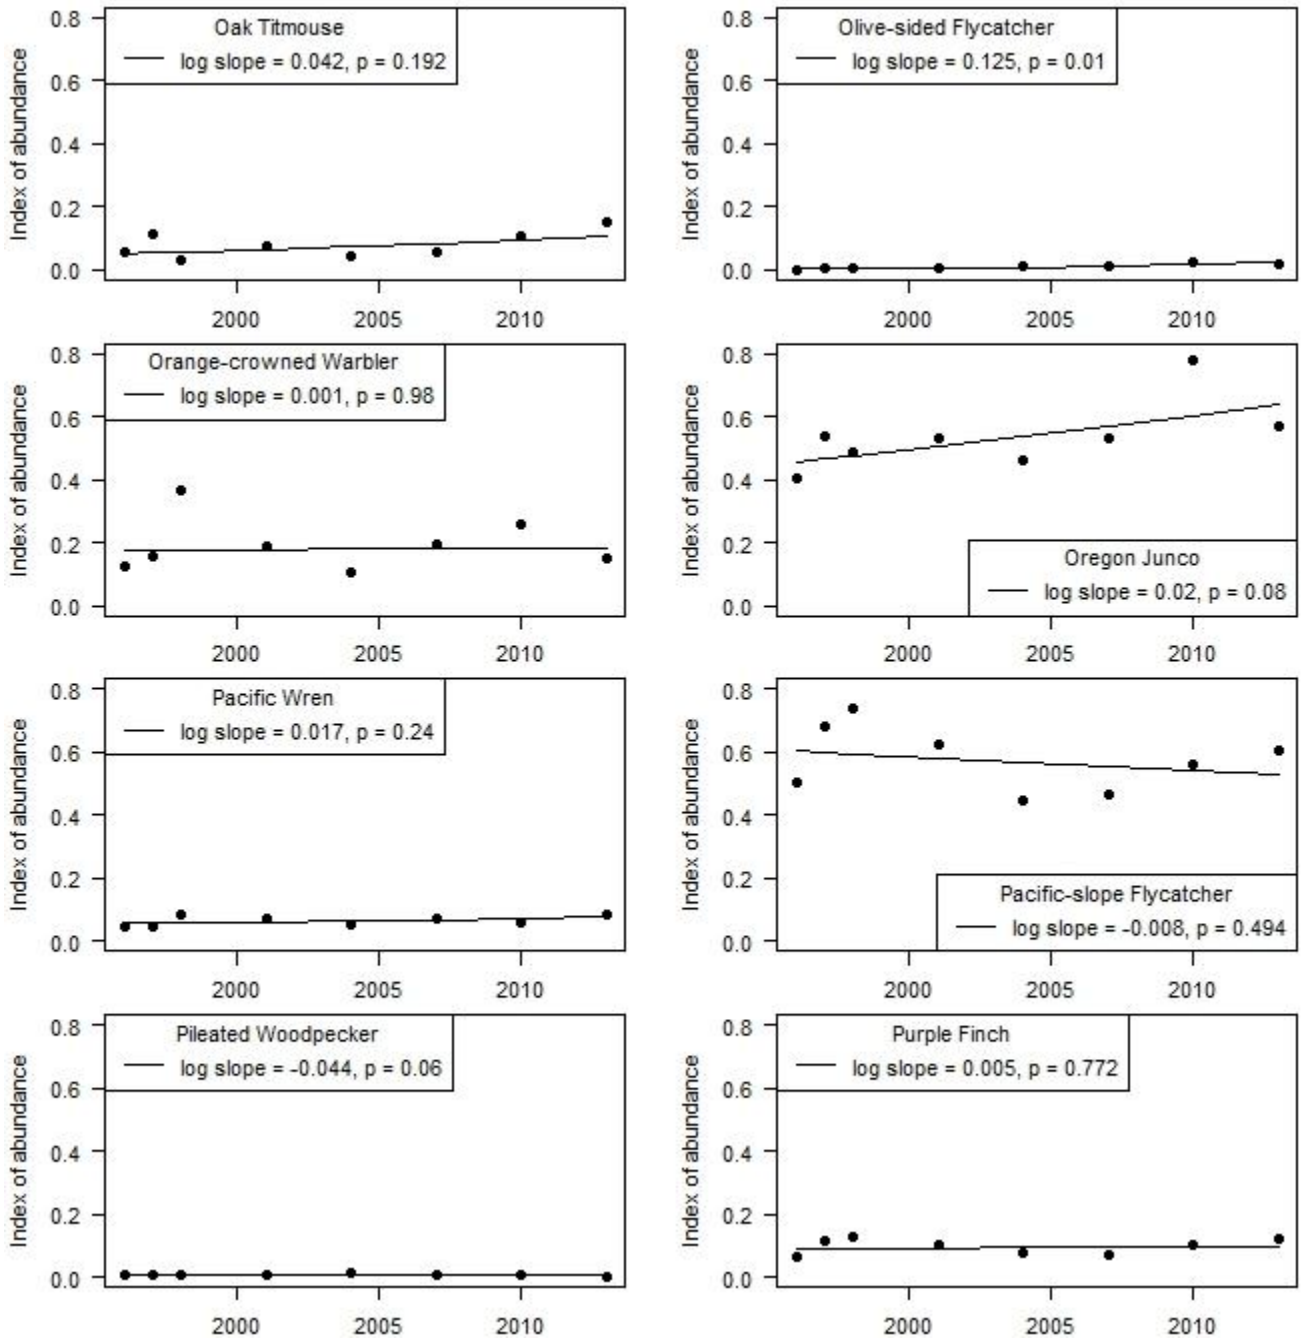 Oak Titmouse
log slope = 0.042, p = 0.192
Index of abundance
0.8
0.6
0.4
0.2
0.0
2000 2005 2010
Olive-sided Flycatcher
log slope = 0.125, p = 0.01
Index of abundance
0.8
0.6
0.4
0.2
0.0
2000 2005 2010
Orange-crowned Warbler
log slope = 0.001, p = 0.98
Index of abundance
0.8
0.6
0.4
0.2
0.0
2000 2005 2010
Index of abundance
0.8
0.6
0.4
0.2
0.0
Oregon Junco
log slope = 0.02, p = 0.08
2000 2005 2010
Pacific Wren
log slope = 0.017, p = 0.24
Index of abundance
0.8
0.6
0.4
0.2
0.0
2000 2005 2010
Index of abundance
0.8
0.6
0.4
0.2
0.0
Pacific-slope Flycatcher
log slope = -0.008, p = 0.494
2000 2005 2010
Pileated Woodpecker
log slope = -0.044, p = 0.06
Index of abundance
0.8
0.6
0.4
0.2
0.0
2000 2005 2010
Purple Finch
log slope = 0.005, p = 0.772
Index of abundance
0.8
0.6
0.4
0.2
0.0
2000 2005 2010